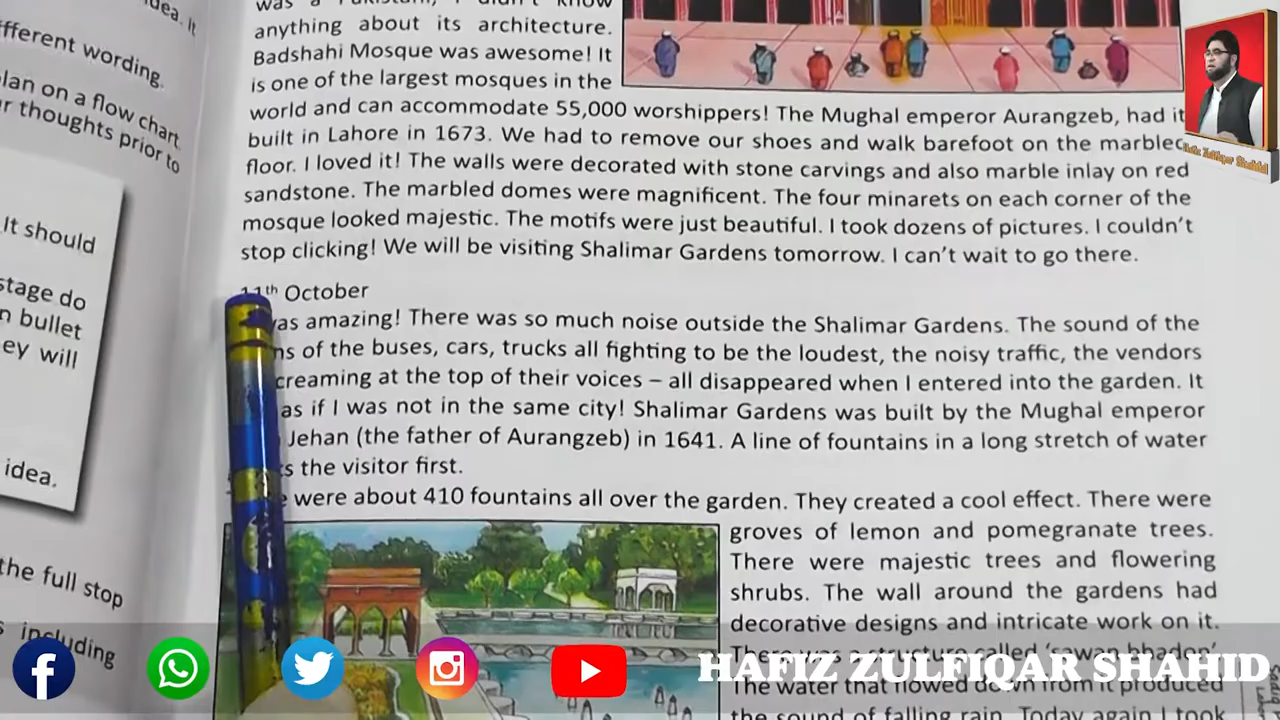 idea. It
fferent wording.
lan on a flow chart
r thoughts prior to
It should
stage do
n bullet
ey will
idea.
the full stop
s including
anything about its architecture.
Badshahi Mosque was awesome! It
is one of the largest mosques in the
world and can accommodate 55,000 worshippers! The Mughal emperor Aurangzeb, had it
built in Lahore in 1673. We had to remove our shoes and walk barefoot on the marbled
floor. I loved it! The walls were decorated with stone carvings and also marble inlay on red
sandstone. The marbled domes were magnificent. The four minarets on each corner of the
mosque looked majestic. The motifs were just beautiful. I took dozens of pictures. I couldn't
stop clicking! We will be visiting Shalimar Gardens tomorrow. I can't wait to go there.
11th October
was amazing! There was so much noise outside the Shalimar Gardens. The sound of the
ns of the buses, cars, trucks all fighting to be the loudest, the noisy traffic, the vendors
creaming at the top of their voices – all disappeared when I entered into the garden. It
as if I was not in the same city! Shalimar Gardens was built by the Mughal emperor
Jehan (the father of Aurangzeb) in 1641. A line of fountains in a long stretch of water
s the visitor first.
e were about 410 fountains all over the garden. They created a cool effect. There were
groves of lemon and pomegranate trees.
There were majestic trees and flowering
shrubs. The wall around the gardens had
decorative designs and intricate work on it.
There was a structure called 'sawan bhadon'.
The water that flowed down from it produced
the sound of falling rain. Today again I took
HAFIZ ZULFIQAR SHAHID
Hafiz Zulfiqar Shahid